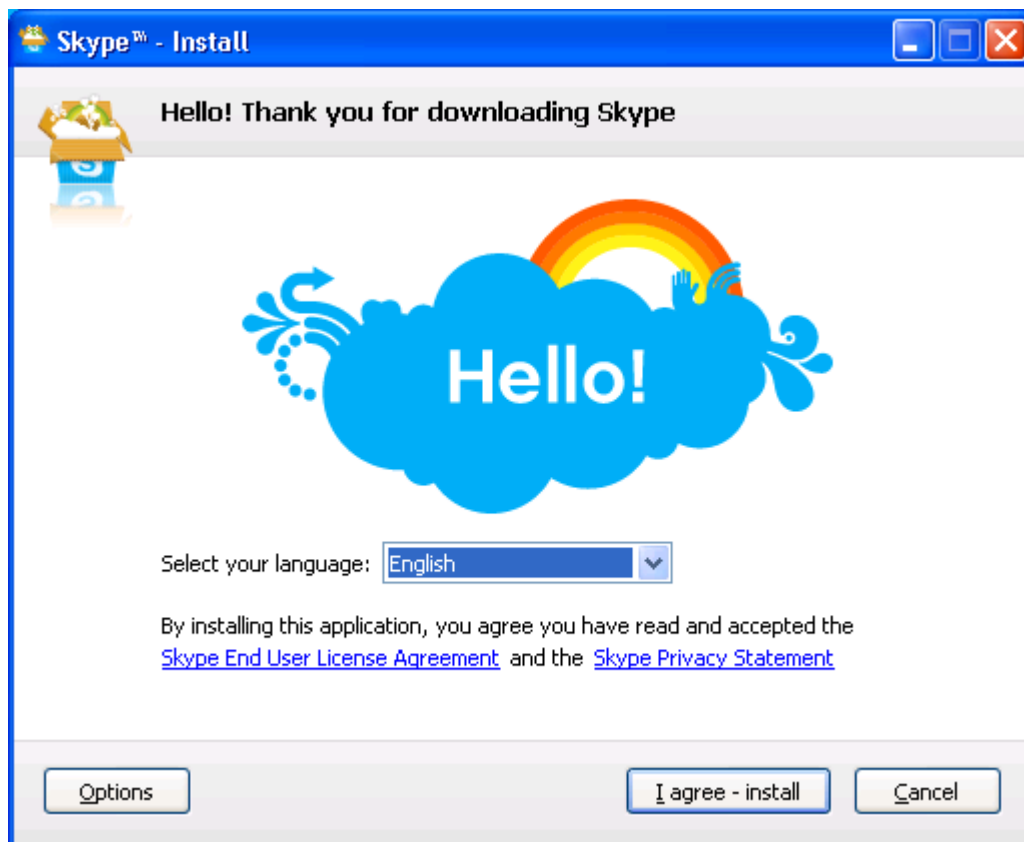 Skype™ - Install
Hello! Thank you for downloading Skype
Hello!
Select your language: English
By installing this application, you agree you have read and accepted the
Skype End User License Agreement and the Skype Privacy Statement
Options I agree - install Cancel